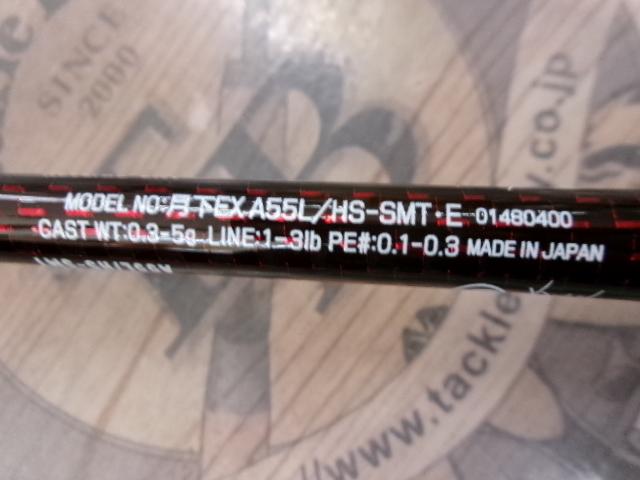 SINCE
2000
MODEL NO:月下EX A55L/HS-SMT・E 01480400
CAST WT:0.3-5g LINE:1-3lb PE#:0.1-0.3 MADE IN JAPAN
//www.tackle
.co.jp